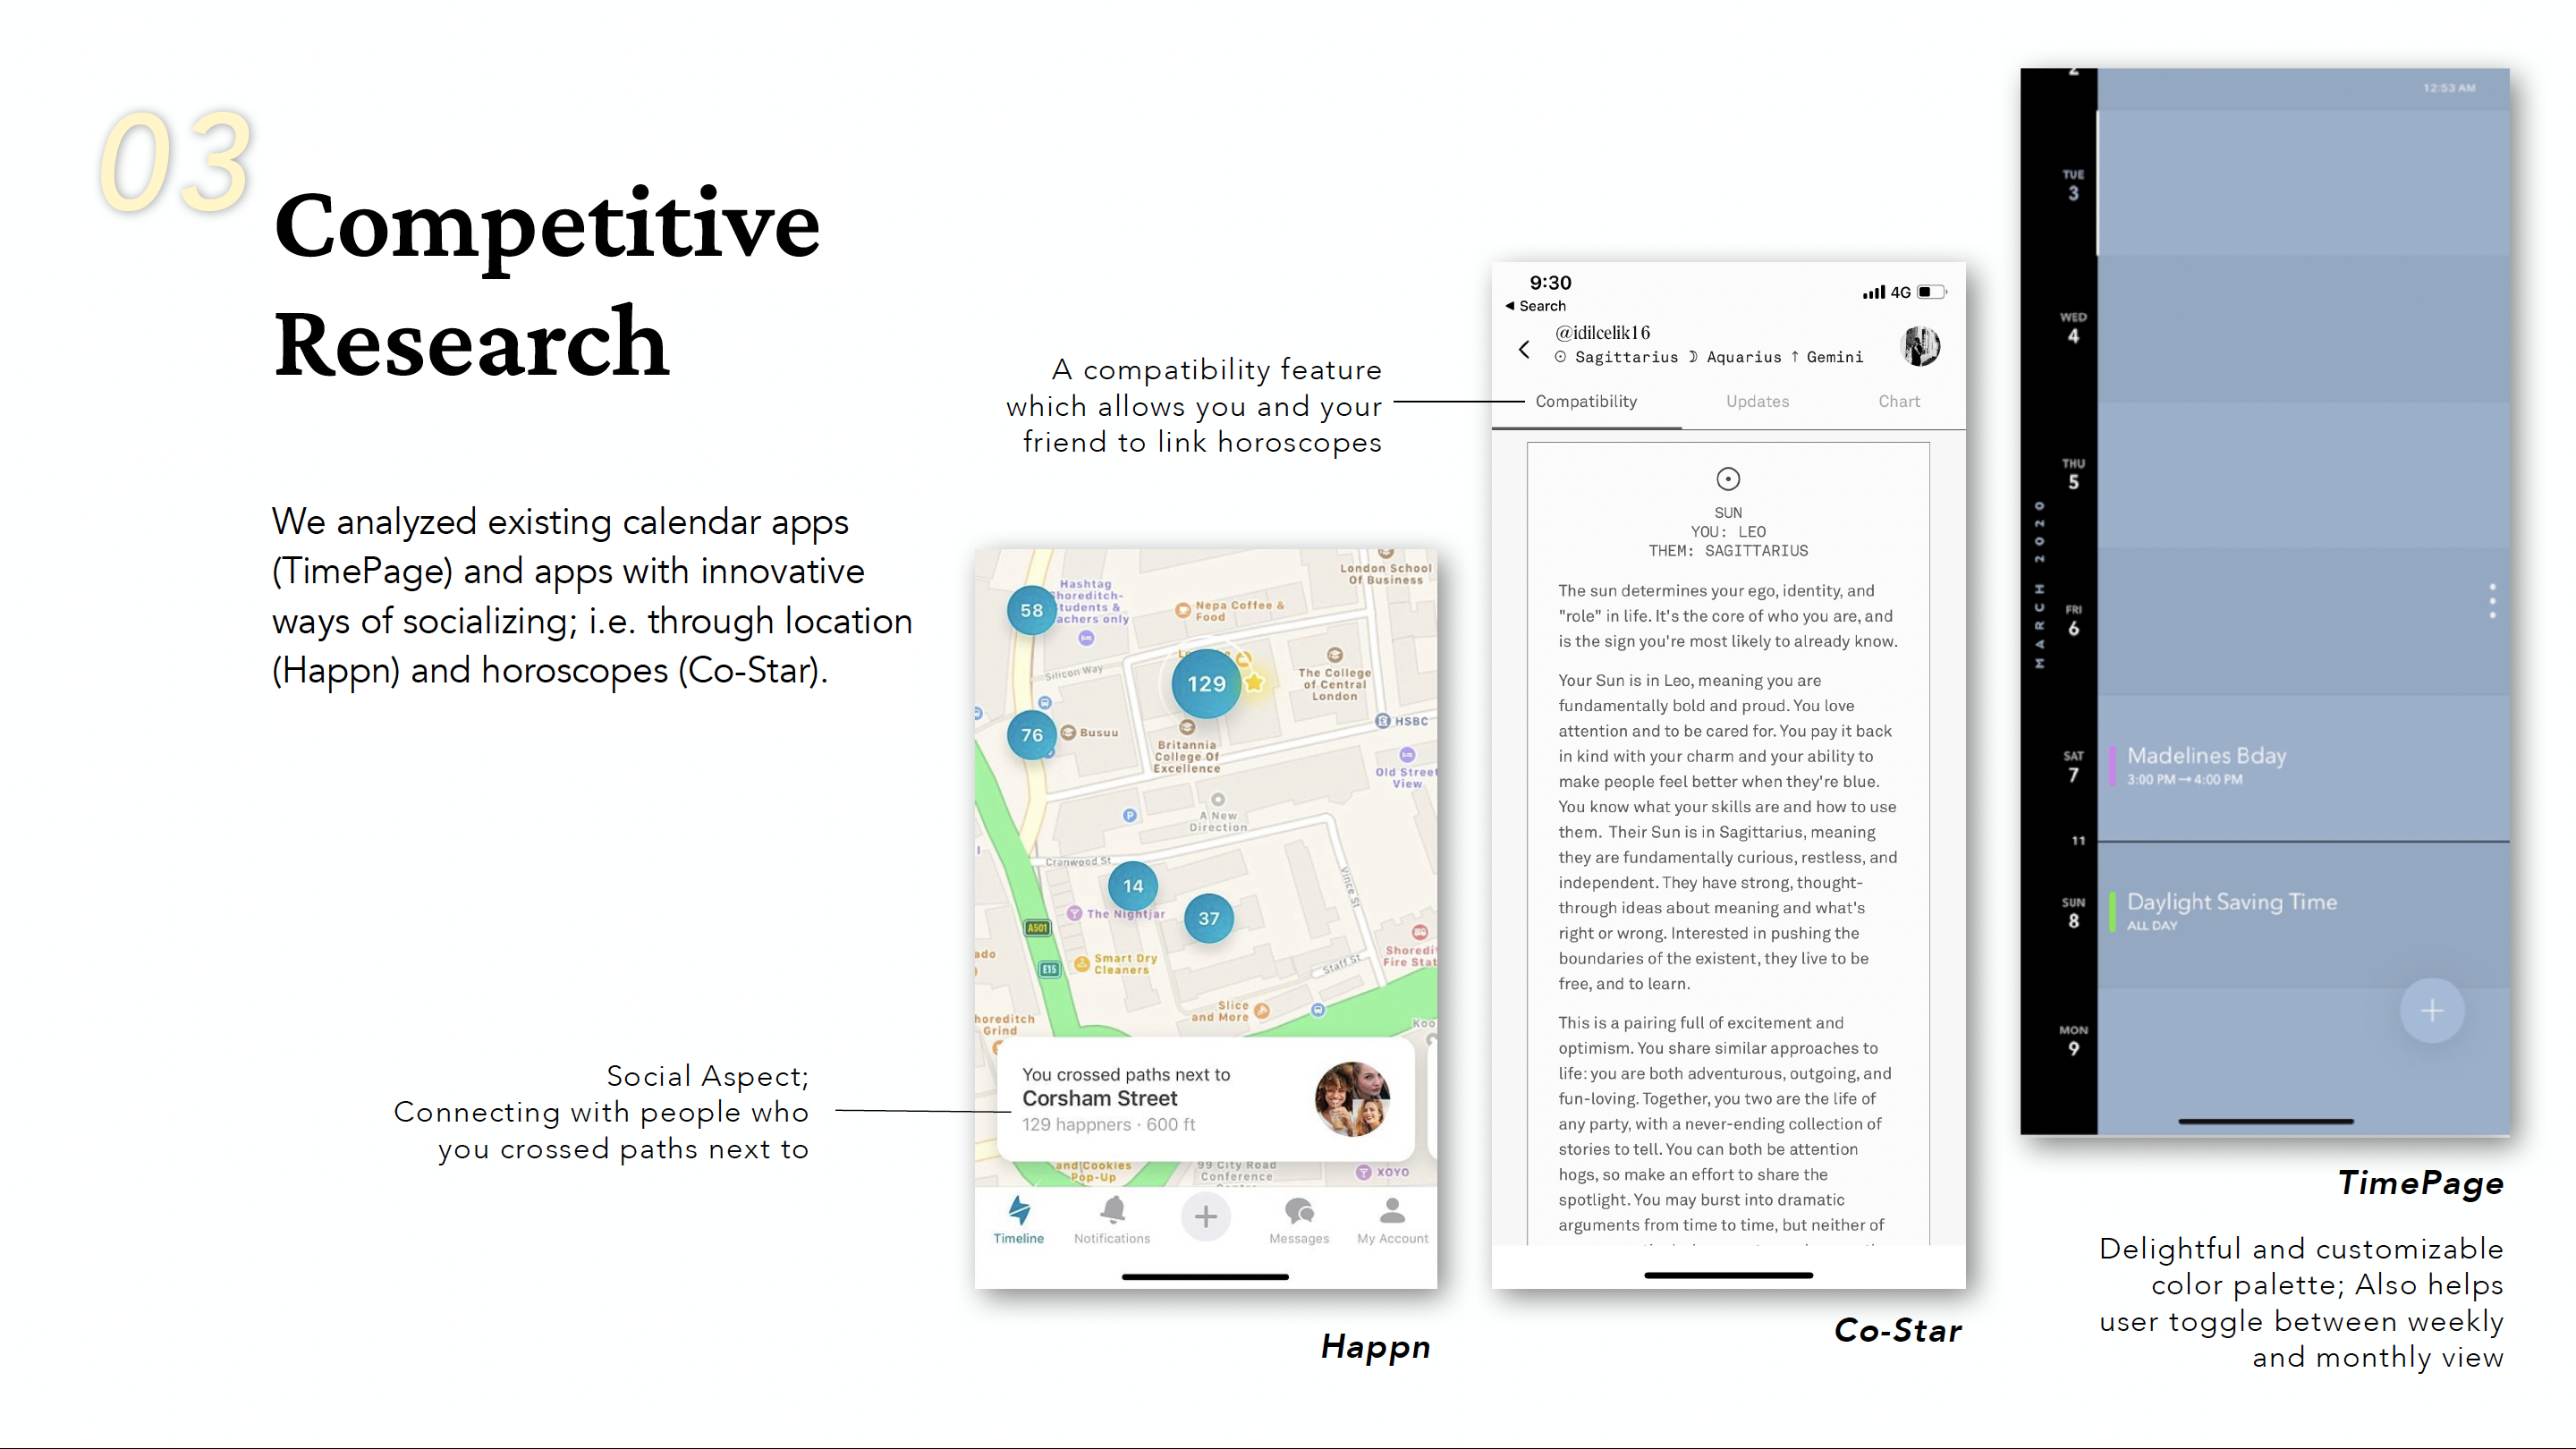 03
Competitive
Research
We analyzed existing calendar apps
(TimePage) and apps with innovative
ways of socializing; i.e. through location
(Happn) and horoscopes (Co-Star).
A compatibility feature
which allows you and your
friend to link horoscopes
Social Aspect;
Connecting with people who
you crossed paths next to
London School
Of Business
Hashtag
Shoreditch-
tudents &
achers only
58
Nepa Coffee &
Food
Silicon Way
129
The College
of Central
London
HSBC
76
Busuu
Britannia
College Of
Excellence
Old Street
View
P
A New
Direction
Cranwood St
14
The Nightjar
37
Vince St
A501
ado
E15
Smart Dry
Cleaners
Staff St
Shoredi
Fire Stat
Slice
and More
horeditch
Grind
Koo
You crossed paths next to
Corsham Street
129 happners · 600 ft
and Cookies
Pop-Up
99 City Road
Conference
XOYO
Timeline
Notifications
Messages
My Account
Happn
9:30
4G
◀ Search
@idilcelik16
☉ Sagittarius ☽ Aquarius ↑ Gemini
Compatibility
Updates
Chart
SUN
YOU: LEO
THEM: SAGITTARIUS
The sun determines your ego, identity, and
"role" in life. It's the core of who you are, and
is the sign you're most likely to already know.
Your Sun is in Leo, meaning you are
fundamentally bold and proud. You love
attention and to be cared for. You pay it back
in kind with your charm and your ability to
make people feel better when they're blue.
You know what your skills are and how to use
them. Their Sun is in Sagittarius, meaning
they are fundamentally curious, restless, and
independent. They have strong, thought-
through ideas about meaning and what's
right or wrong. Interested in pushing the
boundaries of the existent, they live to be
free, and to learn.
This is a pairing full of excitement and
optimism. You share similar approaches to
life: you are both adventurous, outgoing, and
fun-loving. Together, you two are the life of
any party, with a never-ending collection of
stories to tell. You can both be attention
hogs, so make an effort to share the
spotlight. You may burst into dramatic
arguments from time to time, but neither of
Co-Star
2
12:53 AM
TUE
3
WED
4
THU
5
MARCH 2020
FRI
6
SAT
7
Madelines Bday
3:00 PM → 4:00 PM
11
SUN
8
Daylight Saving Time
ALL DAY
MON
9
TimePage
Delightful and customizable
color palette; Also helps
user toggle between weekly
and monthly view